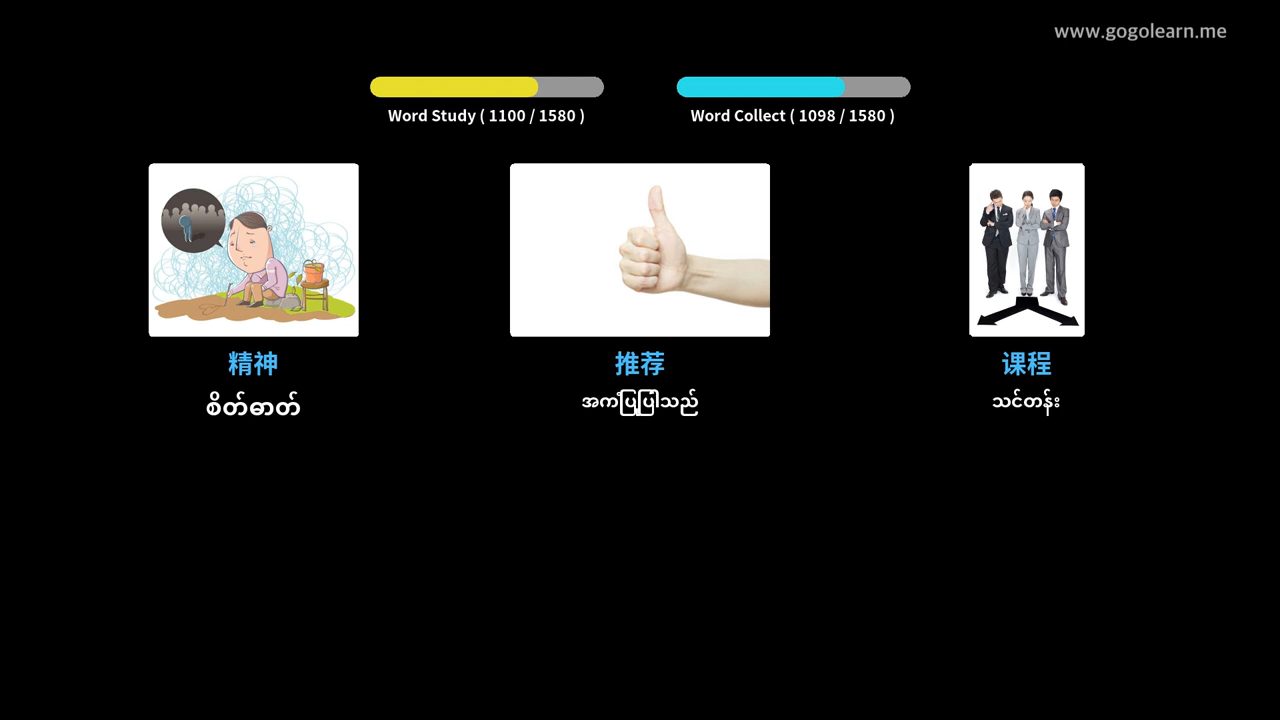 www.gogolearn.me
Word Study ( 1100 / 1580 )
Word Collect ( 1098 / 1580 )
精神
推荐
课程
စိတ်ဓာတ်
အကံပြုပြုံါသည်
သင်တန်း